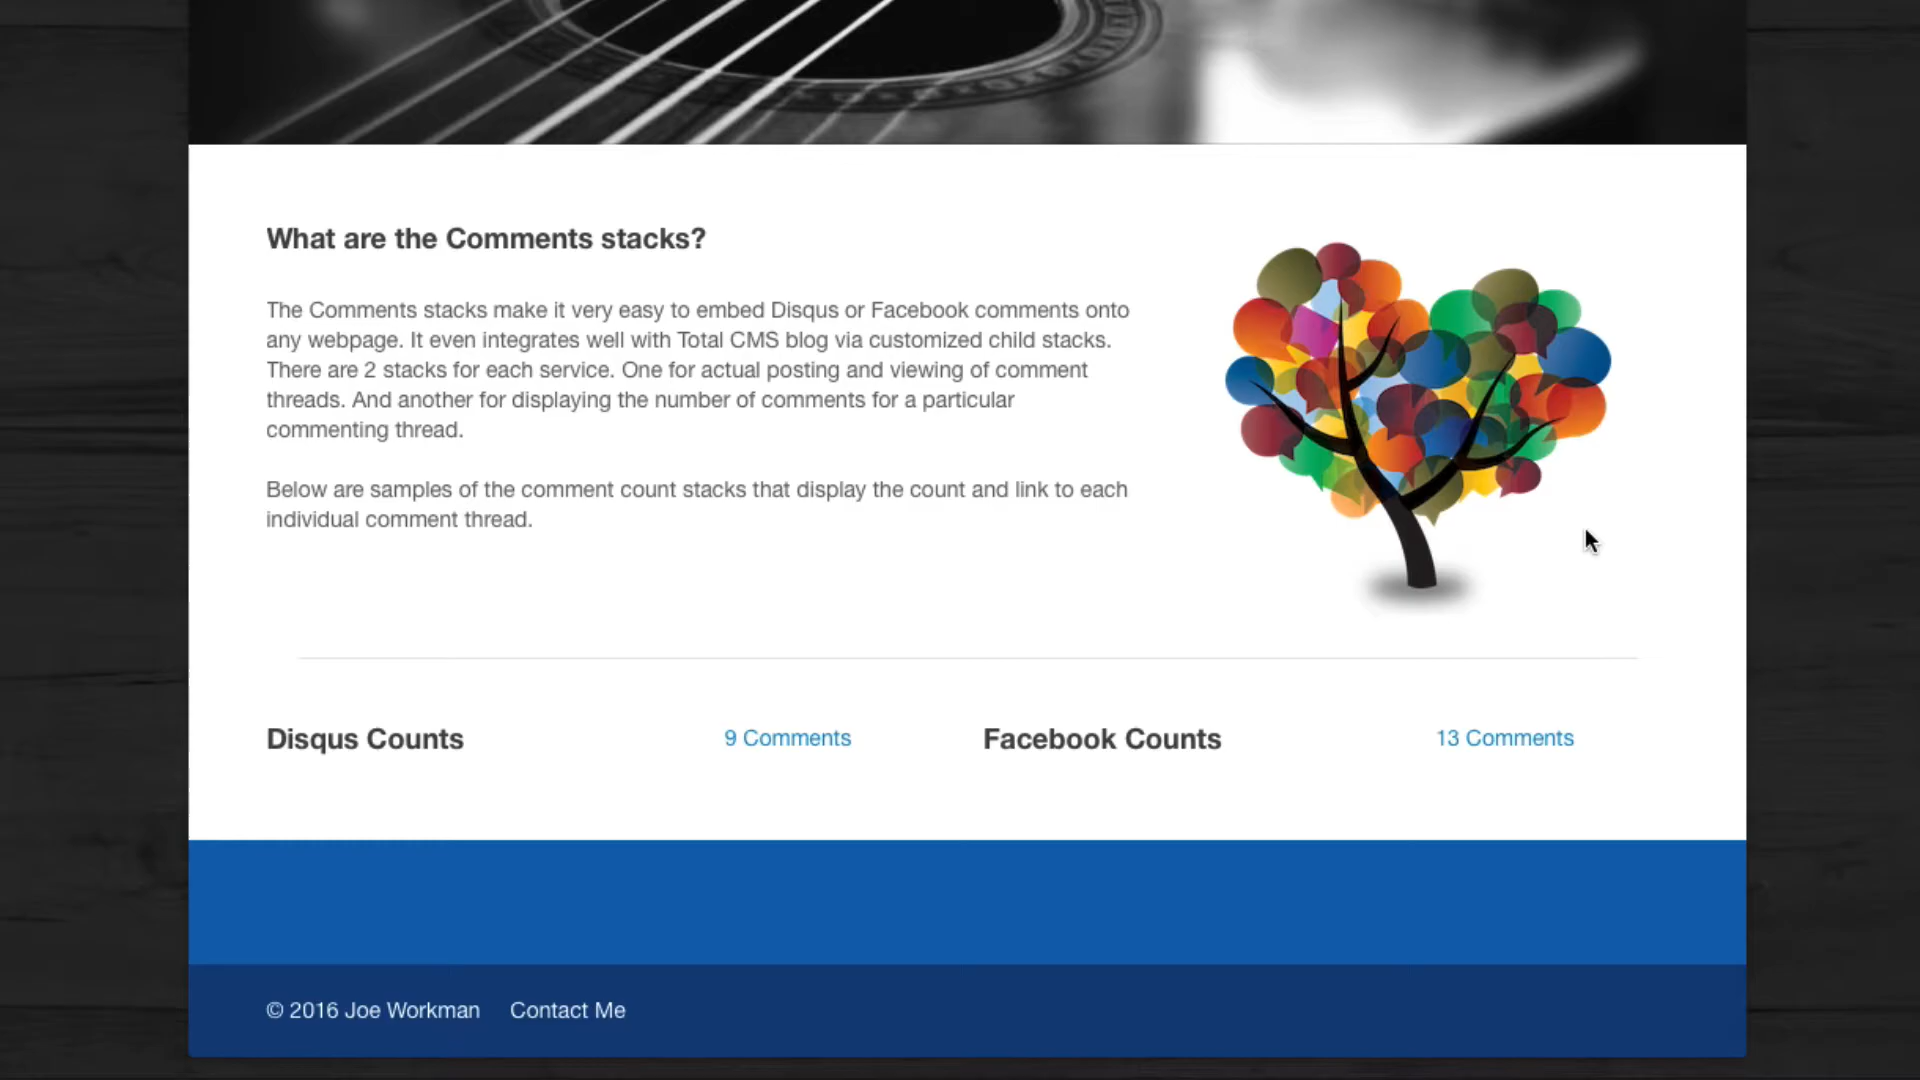 What are the Comments stacks?
The Comments stacks make it very easy to embed Disqus or Facebook comments onto
any webpage. It even integrates well with Total CMS blog via customized child stacks.
There are 2 stacks for each service. One for actual posting and viewing of comment
threads. And another for displaying the number of comments for a particular
commenting thread.
Below are samples of the comment count stacks that display the count and link to each
individual comment thread.
Disqus Counts
9 Comments
Facebook Counts
13 Comments
© 2016 Joe Workman
Contact Me